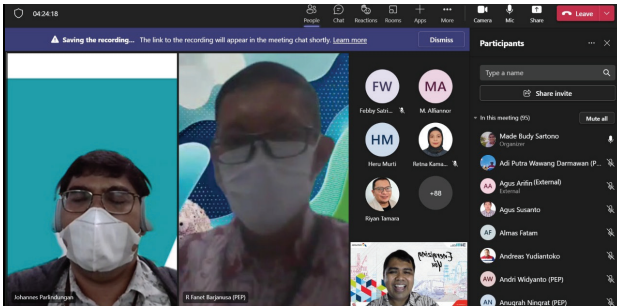 04:24:18
People
Chat
Reactions
Rooms
Apps
More
Camera
Mic
Share
Leave
Saving the recording... The link to the recording will appear in the meeting chat shortly. Learn more
Dismiss
Johannes Parlindungan
R Fanet Barjanusa (PEP)
FW
Febby Satri...
MA
M. Alliannor
HM
Heru Murti
Retna Kama...
Riyan Tamara
+88
Participants
Type a name
Share invite
In this meeting (95)
Mute all
Made Budy Sartono
Organizer
Adi Putra Wawang Darmawan (P...
AA
Agus Arifin (External)
External
Agus Susanto
AF
Almas Fatam
Andreas Yudiantoko
AW
Andri Widyanto (PEP)
AN
Anugrah Ningrat (PEP)